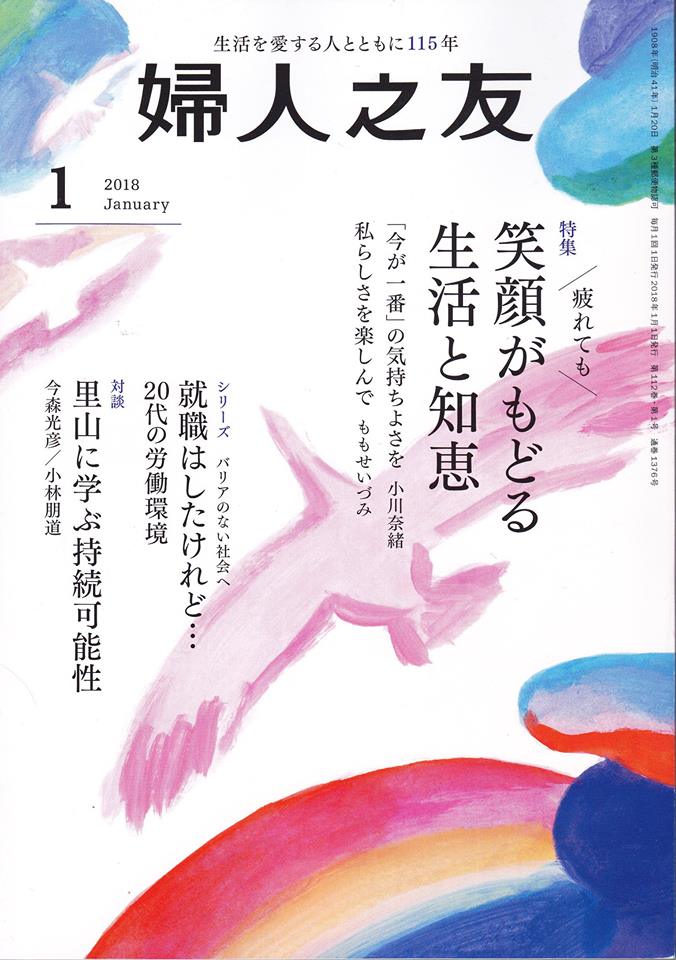 生活を愛する人とともに115年
婦人之友
1
2018
January
1908年(明治41年)1月20日 第3種郵便物認可 毎月1回1日発行 2018年1月1日発行 第112巻・第1号 通巻1376号
特集
＼疲れても／
笑顔がもどる
生活と知恵
「今が一番」の気持ちよさを 小川奈緒
私らしさを楽しんで ももせいづみ
シリーズ バリアのない社会へ
就職はしたけれど…‥
20代の労働環境
対談
里山に学ぶ持続可能性
今森光彦／小林朋道